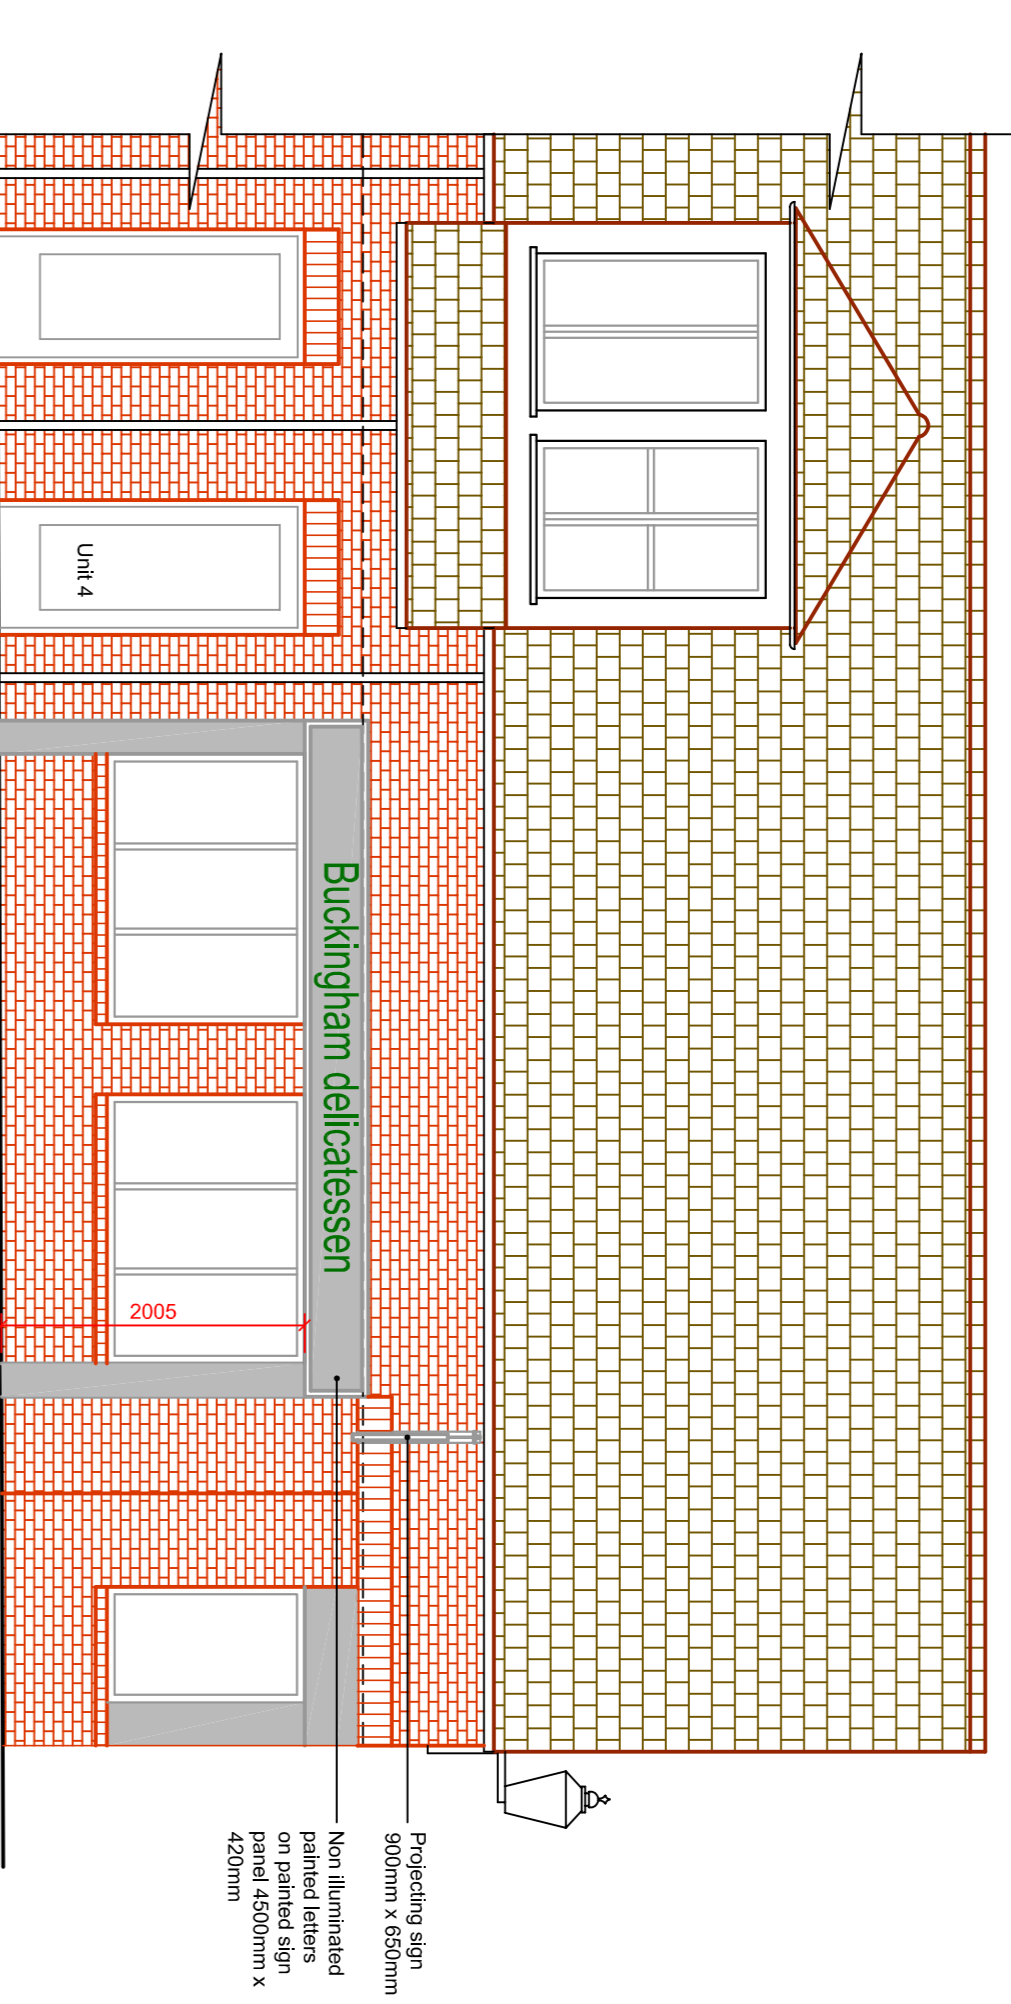 Unit 4
Buckingham delicatessen
2005
Projecting sign
900mm x 650mm
Non illuminated
painted letters
on painted sign
panel 4500mm x
420mm